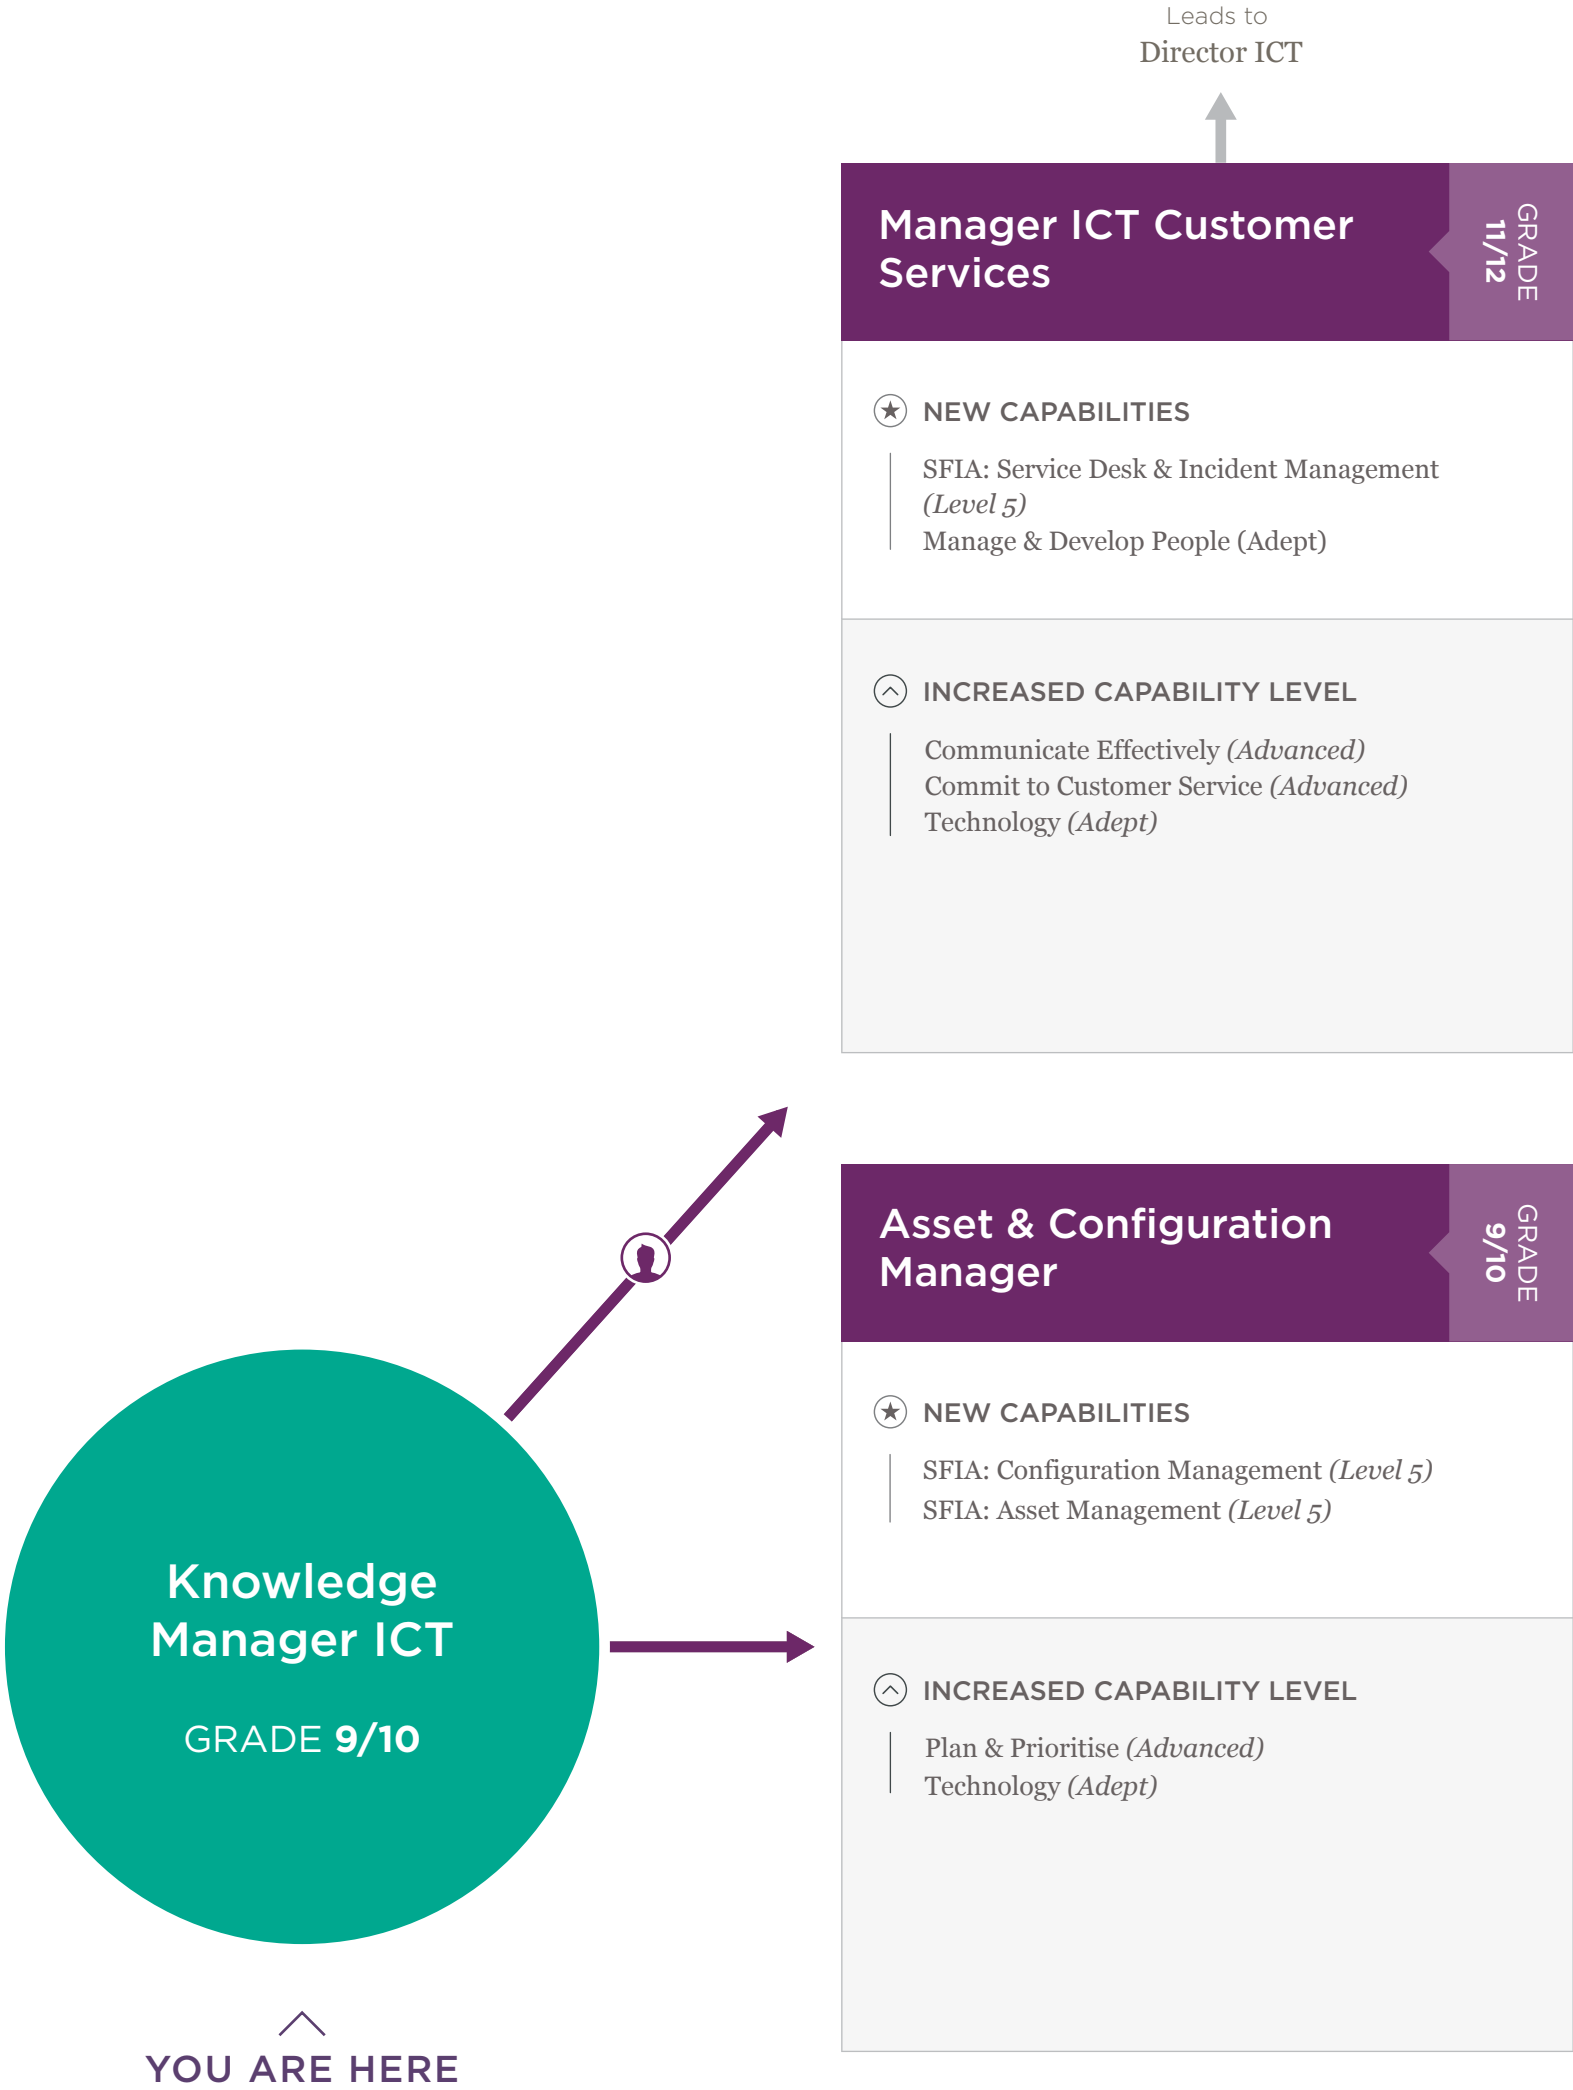 Leads to
Director ICT
Manager ICT Customer
Services
GRADE
11/12
NEW CAPABILITIES
SFIA: Service Desk & Incident Management
(Level 5)
Manage & Develop People (Adept)
INCREASED CAPABILITY LEVEL
Communicate Effectively (Advanced)
Commit to Customer Service (Advanced)
Technology (Adept)
Asset & Configuration
Manager
GRADE
9/10
NEW CAPABILITIES
SFIA: Configuration Management (Level 5)
SFIA: Asset Management (Level 5)
INCREASED CAPABILITY LEVEL
Plan & Prioritise (Advanced)
Technology (Adept)
Knowledge
Manager ICT
GRADE 9/10
YOU ARE HERE